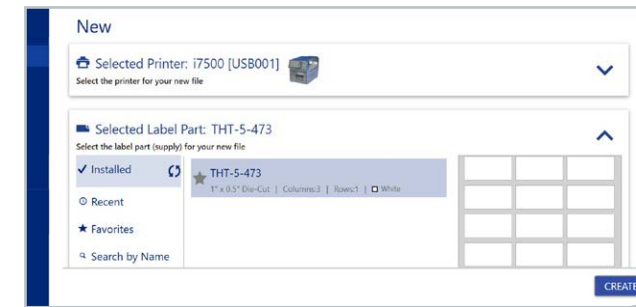 New
Selected Printer: i7500 [USB001]
Select the printer for your new file
Selected Label Part: THT-5-473
Select the label part (supply) for your new file
Installed
THT-5-473
1" x 0.5" Die-Cut | Columns:3 | Rows:1 | White
Recent
Favorites
Search by Name
CREATE